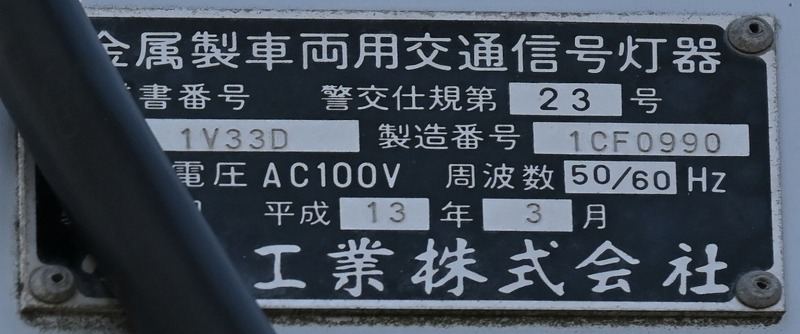 金属製車両用交通信号灯器
書番号 警交仕規第 23 号
1V33D 製造番号 1CF0990
電圧 AC100V 周波数 50/60 Hz
平成 13 年 3 月
工業株式会社